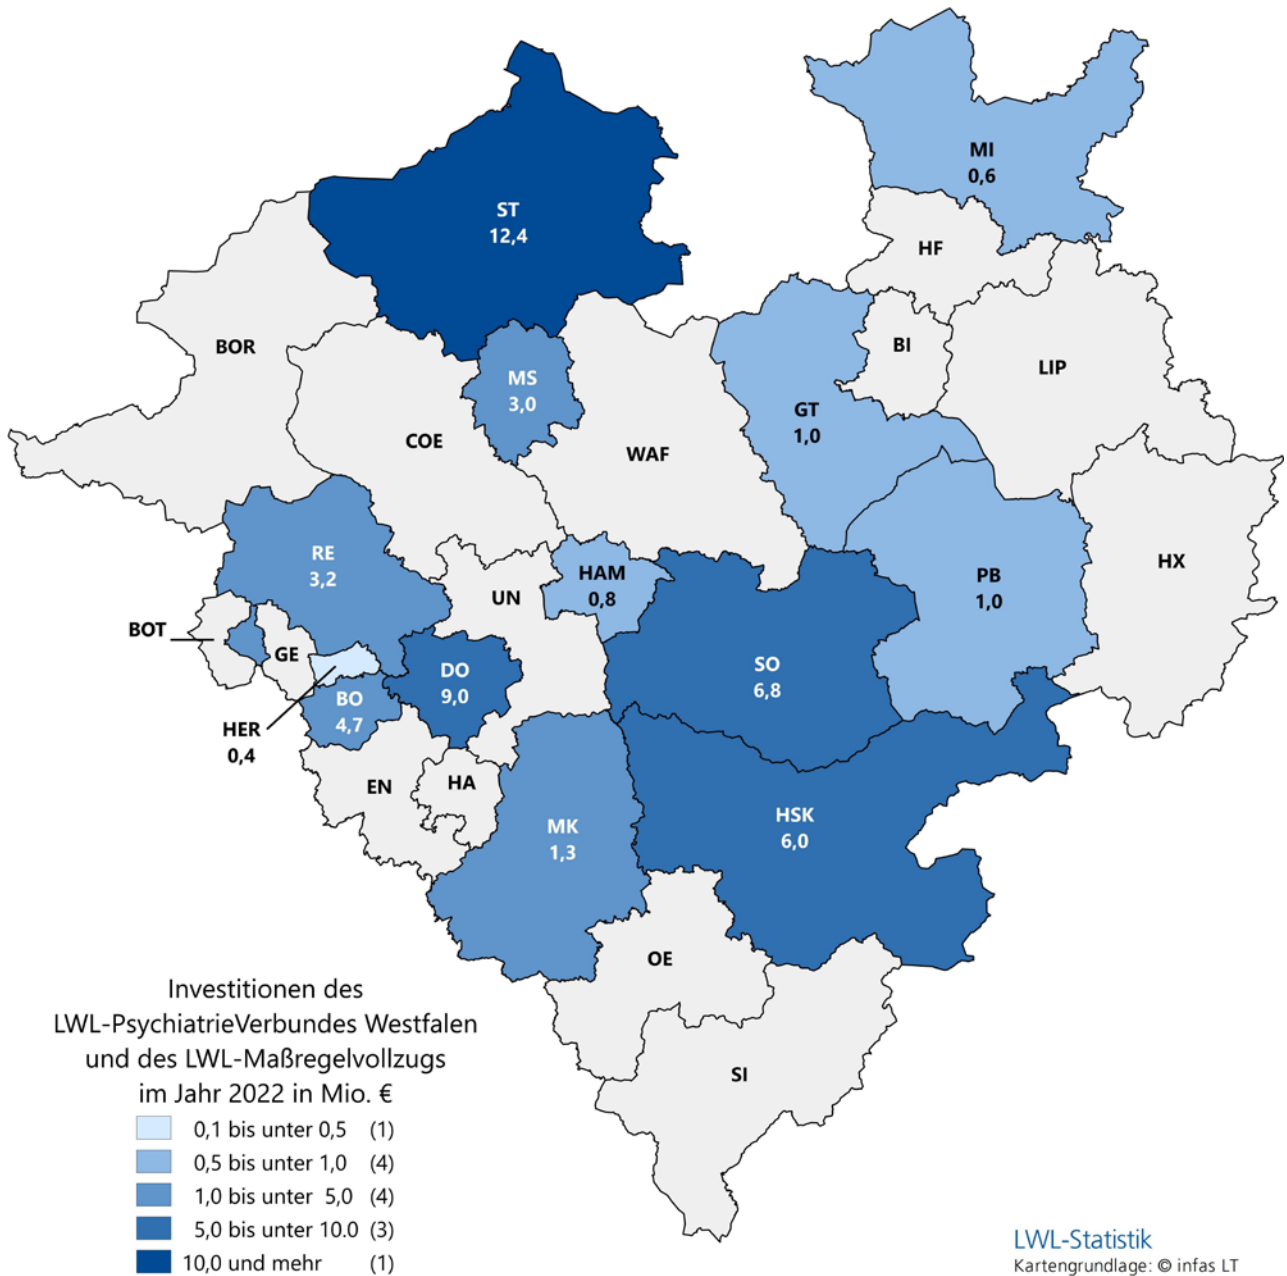 MI
0,6
ST
12,4
HF
BOR
BI
LIP
MS
3,0
GT
1,0
COE
WAF
RE
3,2
HAM
0,8
UN
PB
1,0
HX
BOT
GE
DO
9,0
SO
6,8
BO
4,7
HER
0,4
EN
HA
MK
1,3
HSK
6,0
OE
SI
Investitionen des
LWL-PsychiatrieVerbundes Westfalen
und des LWL-Maßregelvollzugs
im Jahr 2022 in Mio. €
0,1 bis unter 0,5 (1)
0,5 bis unter 1,0 (4)
1,0 bis unter 5,0 (4)
5,0 bis unter 10.0 (3)
10,0 und mehr (1)
LWL-Statistik
Kartengrundlage: © infas LT